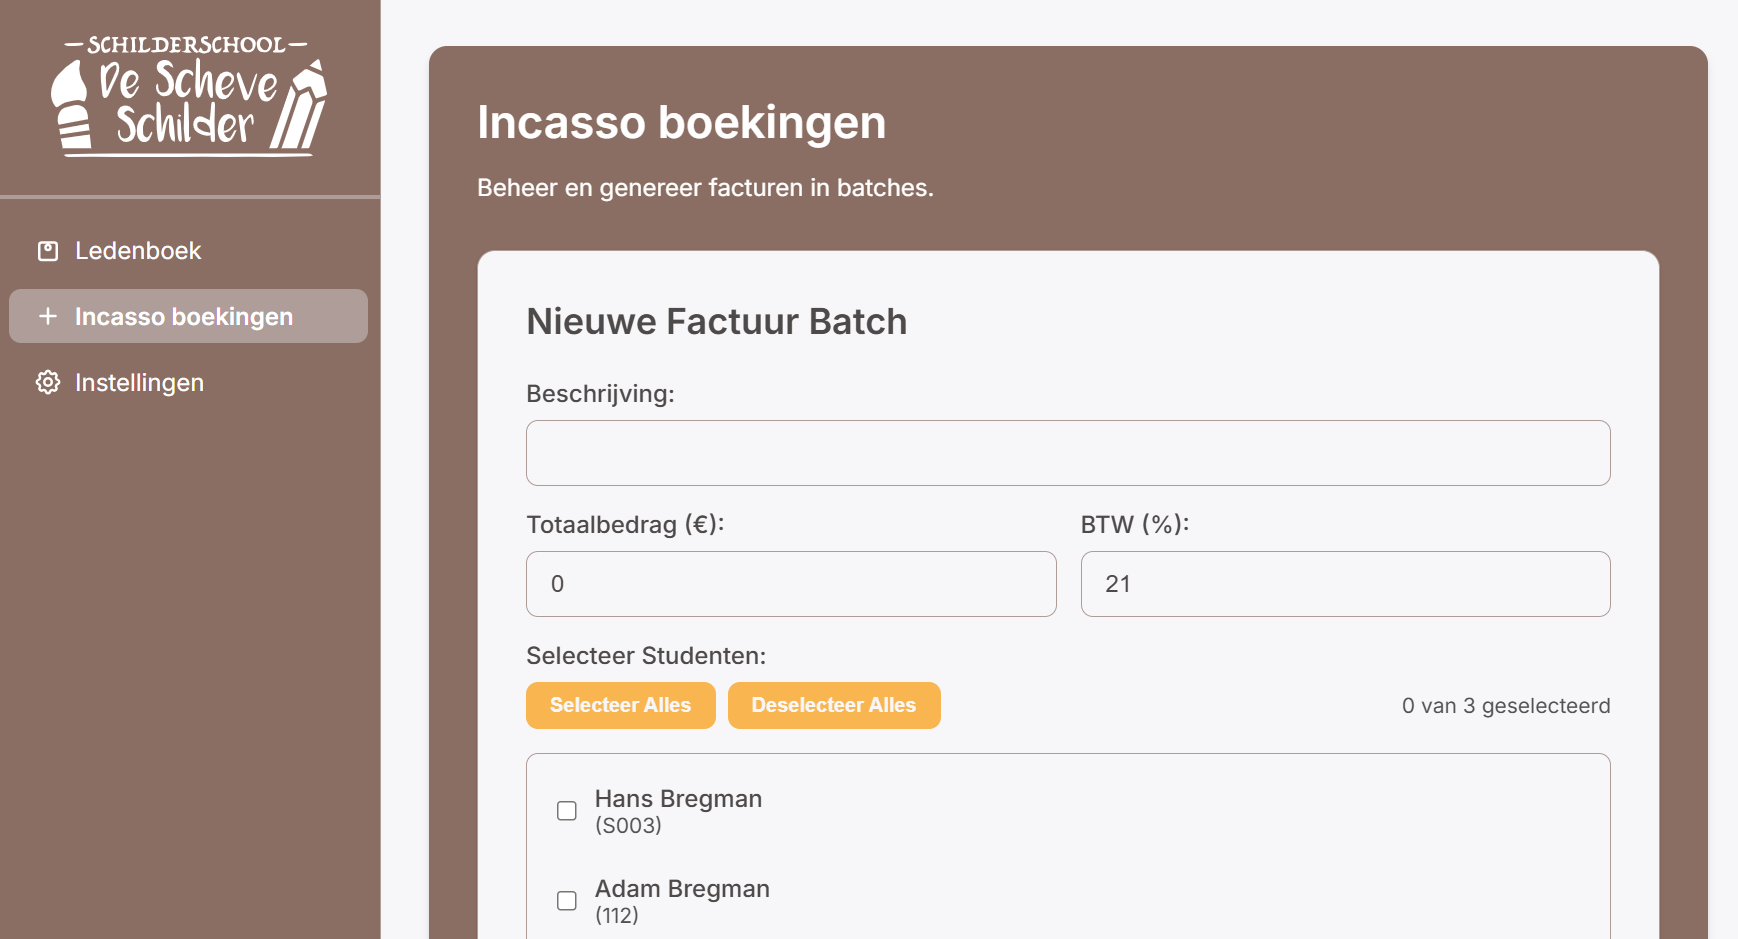 SCHILDERSCHOOL
De Scheve
Schilder
Ledenboek
Incasso boekingen
Instellingen
Incasso boekingen
Beheer en genereer facturen in batches.
Nieuwe Factuur Batch
Beschrijving:
Totaalbedrag (€): BTW (%):
0 21
Selecteer Studenten:
Selecteer Alles Deselecteer Alles 0 van 3 geselecteerd
Hans Bregman
(S003)
Adam Bregman
(112)